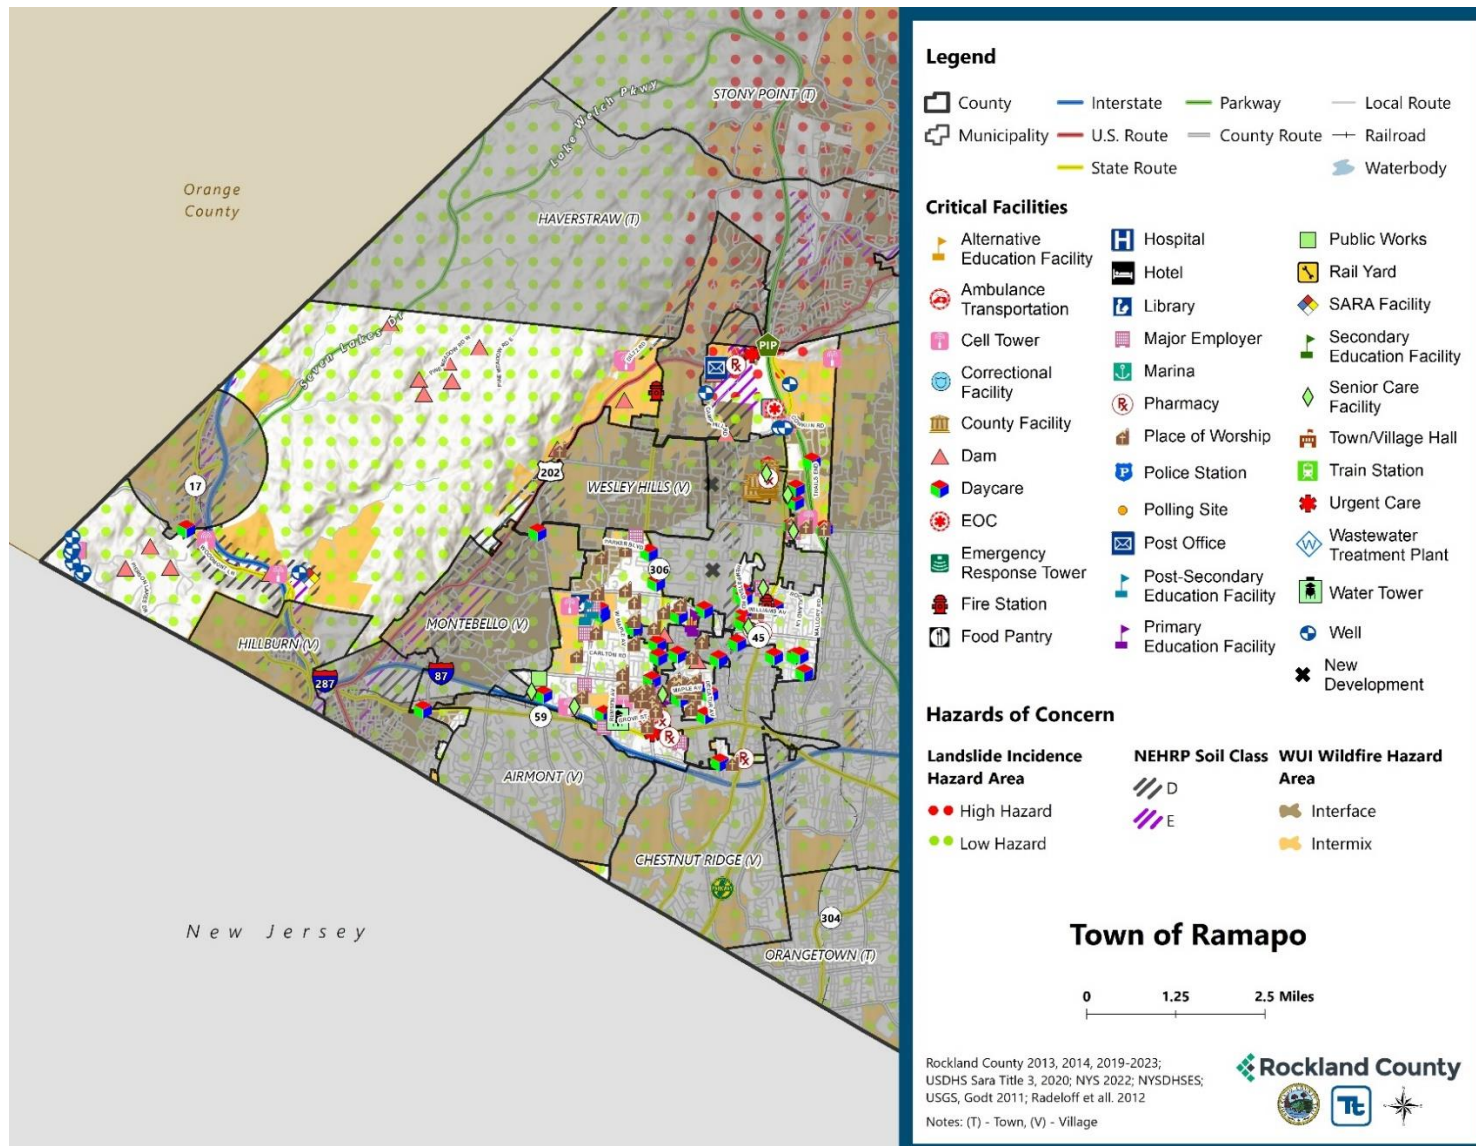 Orange
County
New Jersey
STONY POINT (T)
Lake Welch Pkwy
HAVERSTRAW (T)
Seven Lakes Dr
PIP
202
WESLEY HILLS (V)
17
306
MONTEBELLO (V)
HILLBURN (V)
CARLTON RD
45
287
87
59
MAPLE AV
GROVE ST
AIRMONT (V)
CHESTNUT RIDGE (V)
304
ORANGETOWN (T)
Legend
County
Interstate
Parkway
Local Route
Municipality
U.S. Route
County Route
Railroad
State Route
Waterbody
Critical Facilities
Alternative
Education Facility
Ambulance
Transportation
Cell Tower
Correctional
Facility
County Facility
Dam
Daycare
EOC
Emergency
Response Tower
Fire Station
Food Pantry
Hospital
Hotel
Library
Major Employer
Marina
Pharmacy
Place of Worship
Police Station
Polling Site
Post Office
Post-Secondary
Education Facility
Primary
Education Facility
Public Works
Rail Yard
SARA Facility
Secondary
Education Facility
Senior Care
Facility
Town/Village Hall
Train Station
Urgent Care
Wastewater
Treatment Plant
Water Tower
Well
New
Development
Hazards of Concern
Landslide Incidence
Hazard Area
High Hazard
Low Hazard
NEHRP Soil Class
D
E
WUI Wildfire Hazard
Area
Interface
Intermix
Town of Ramapo
0 1.25 2.5 Miles
Rockland County 2013, 2014, 2019-2023;
USDHS Sara Title 3, 2020; NYS 2022; NYSDHSES;
USGS, Godt 2011; Radeloff et all. 2012
Notes: (T) - Town, (V) - Village
Rockland County
Tt